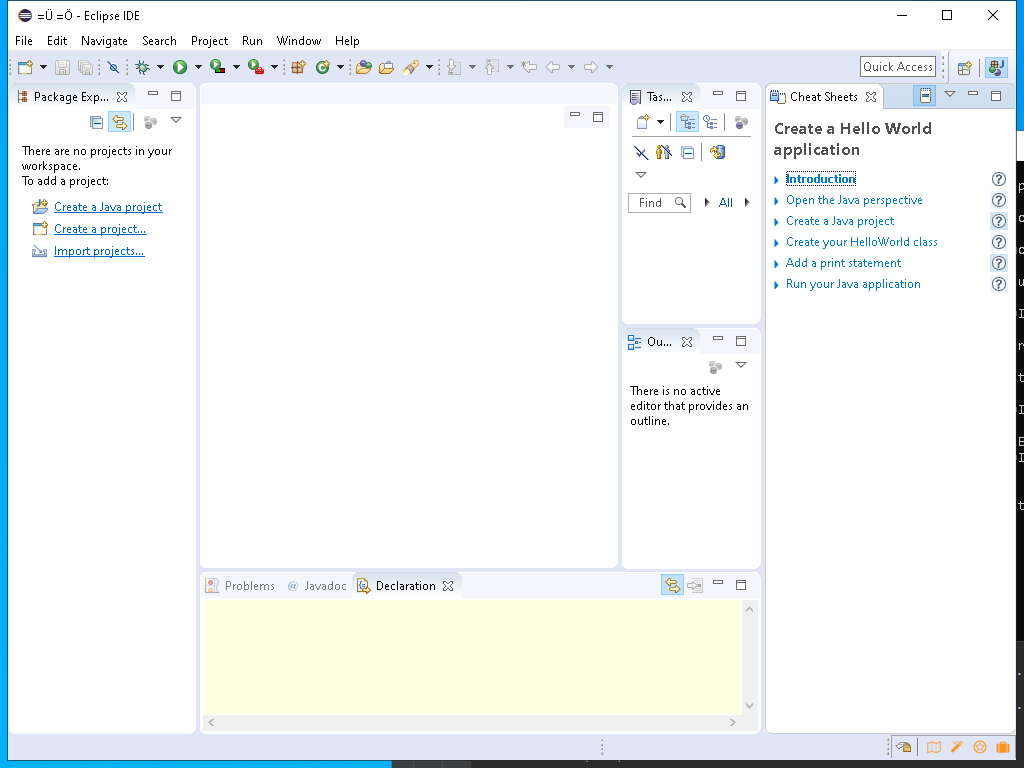 =Ü =Ö - Eclipse IDE
File Edit Navigate Search Project Run Window Help
Quick Access
Package Exp...
There are no projects in your
workspace.
To add a project:
Create a Java project
Create a project...
Import projects...
Tas...
Find
All
Ou...
There is no active
editor that provides an
outline.
Cheat Sheets
Create a Hello World
application
Introduction
Open the Java perspective
Create a Java project
Create your HelloWorld class
Add a print statement
Run your Java application
Problems @ Javadoc Declaration